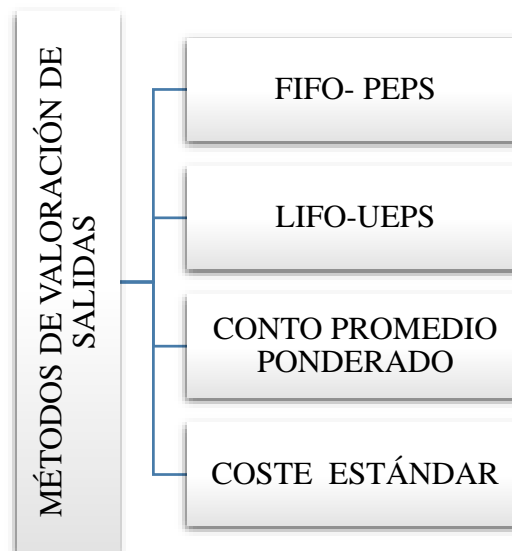 MÉTODOS DE VALORACIÓN DE
SALIDAS
FIFO- PEPS
LIFO-UEPS
CONTO PROMEDIO
PONDERADO
COSTE ESTÁNDAR